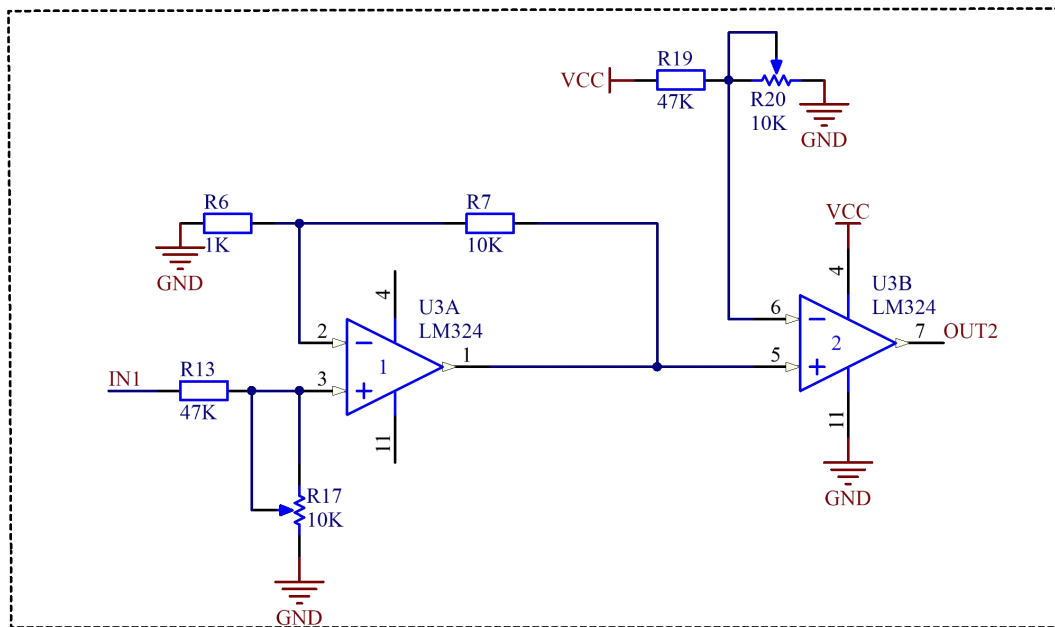 R19
VCC
47K
R20
10K
GND
R6
1K
GND
R7
10K
VCC
4
U3B
LM324
4
U3A
LM324
6
2
7
OUT2
5
2
1
1
IN1
R13
47K
3
11
11
GND
R17
10K
GND